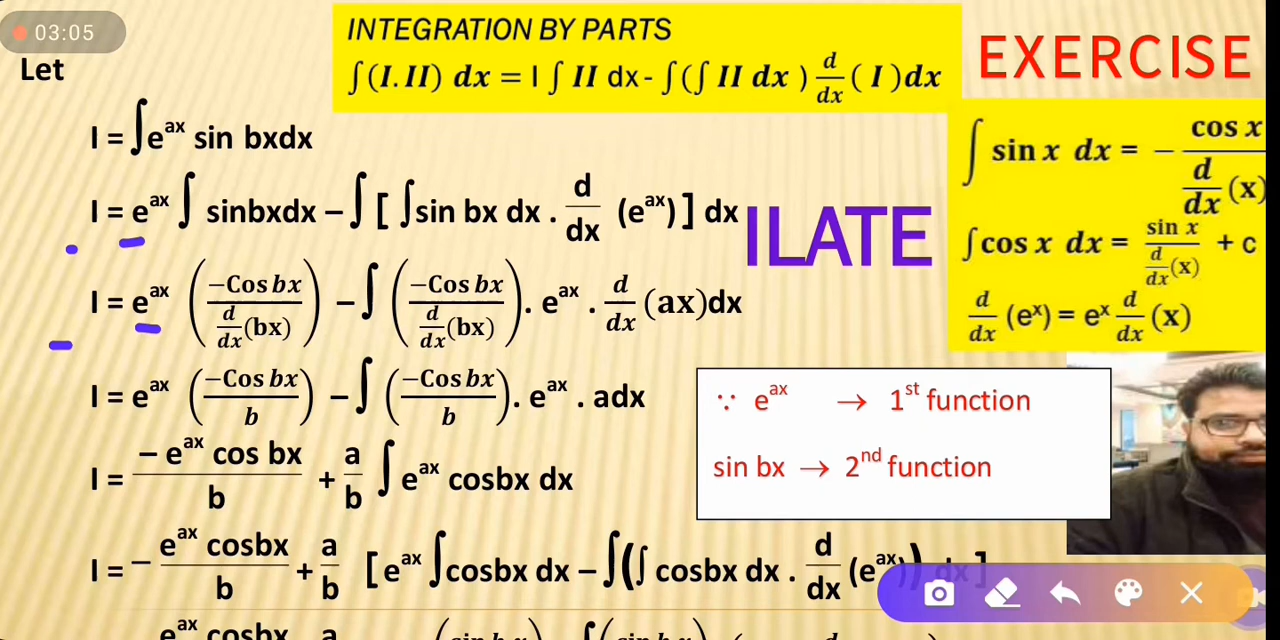 03:05
INTEGRATION BY PARTS
∫(I.II) dx = I ∫ II dx - ∫(∫ II dx ) d/dx ( I )dx
EXERCISE
Let
I = ∫e^ax sin bxdx
∫ sin x dx = - cos x / d/dx (x)
I = e^ax ∫ sinbxdx – ∫ [ ∫sin bx dx . d/dx (e^ax) ] dx
ILATE
∫cos x dx = sin x / d/dx(x) + c
I = e^ax (−Cos bx / d/dx(bx)) – ∫ (−Cos bx / d/dx(bx)). e^ax . d/dx (ax)dx
d/dx (e^x) = e^x d/dx (x)
I = e^ax (−Cos bx / b) – ∫ (−Cos bx / b). e^ax . adx
∵ e^ax → 1st function
sin bx → 2nd function
I = – e^ax cos bx / b + a/b ∫ e^ax cosbx dx
I = – e^ax cosbx / b + a/b [ e^ax ∫cosbx dx – ∫(∫ cosbx dx . d/dx (e^ax)) dx ]
e^ax cosbx a